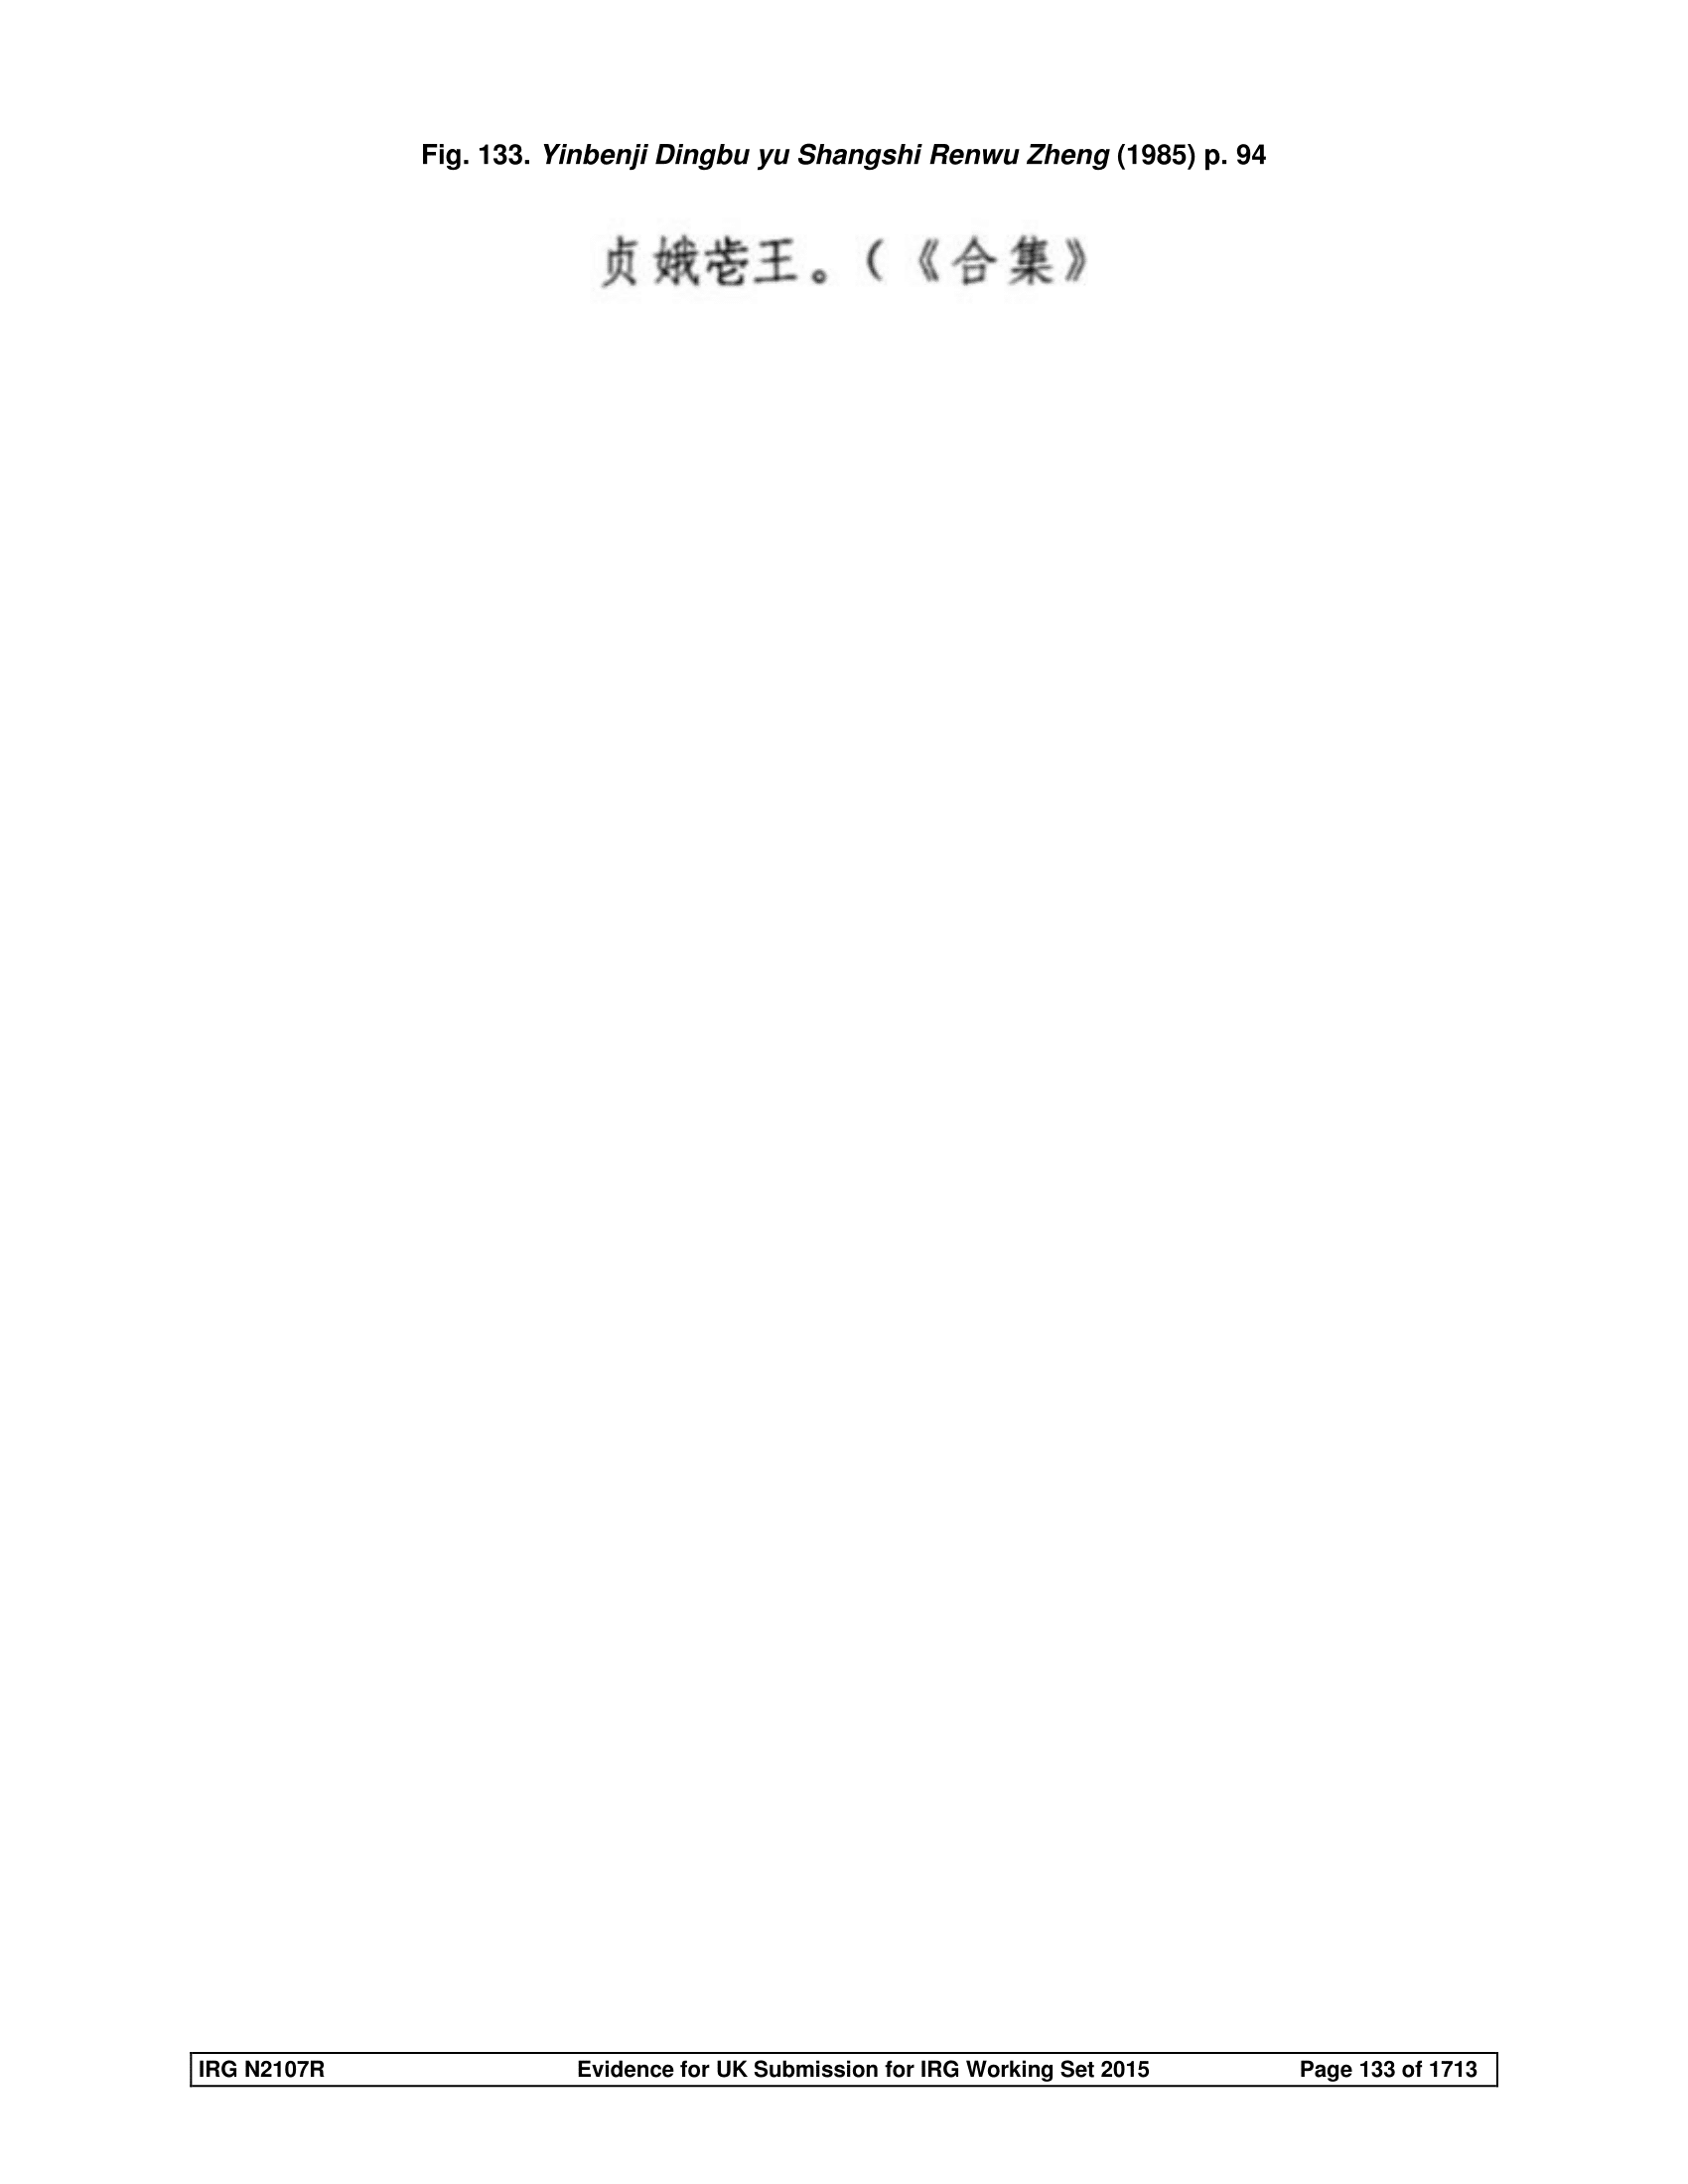 Fig. 133. Yinbenji Dingbu yu Shangshi Renwu Zheng (1985) p. 94
贞娥王。(《合集》
IRG N2107R Evidence for UK Submission for IRG Working Set 2015 Page 133 of 1713